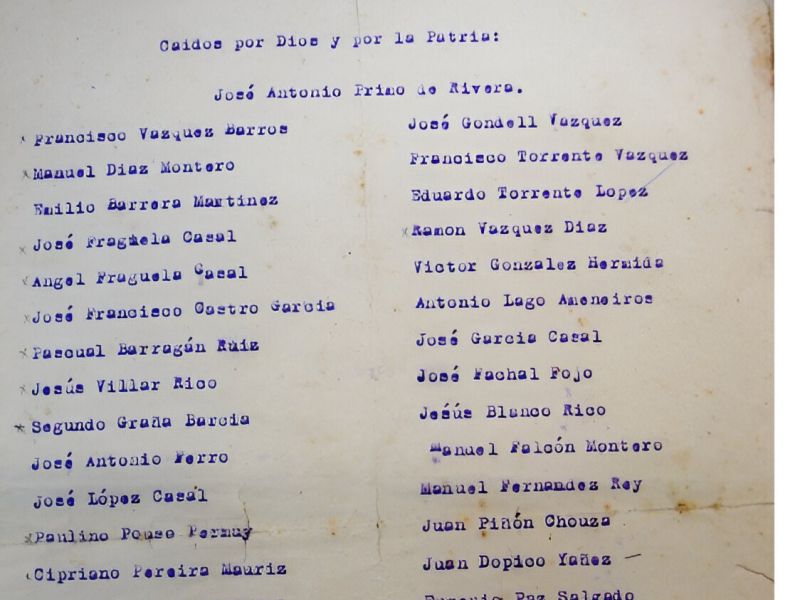 Caidos por Dios y por la Patria:
José Antonio Primo de Rivera.
Francisco Vazquez Barros
Manuel Diaz Montero
Emilio Barrera Martinez
José Fraguela Casal
Angel Fraguela Casal
José Francisco Castro Garcia
Pascual Barragán Ruiz
Jesús Villar Rico
Segundo Graña Barcia
José Antonio Ferro
José López Casal
Paulino Pouso Permuy
Cipriano Pereira Mauriz
José Gondell Vazquez
Francisco Torrente Vazquez
Eduardo Torrente Lopez
Ramon Vazquez Diaz
Victor Gonzalez Hermida
Antonio Lago Ameneiros
José Garcia Casal
José Fachal Fojo
Jesús Blanco Rico
Manuel Falcón Montero
Manuel Fernandez Rey
Juan Piñón Chouza
Juan Dopico Yañez —
Eugenio Paz Salgado